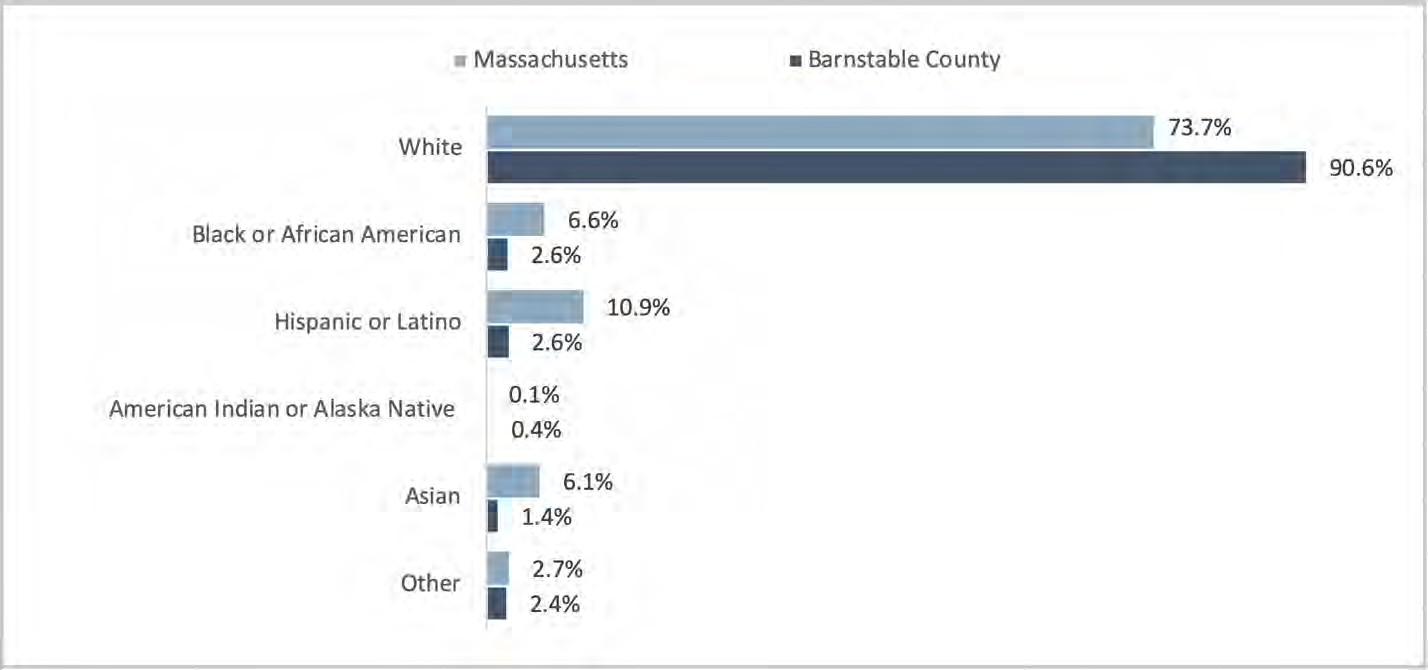 Massachusetts Barnstable County
White
73.7%
90.6%
Black or African American
6.6%
2.6%
Hispanic or Latino
10.9%
2.6%
American Indian or Alaska Native
0.1%
0.4%
Asian
6.1%
1.4%
Other
2.7%
2.4%